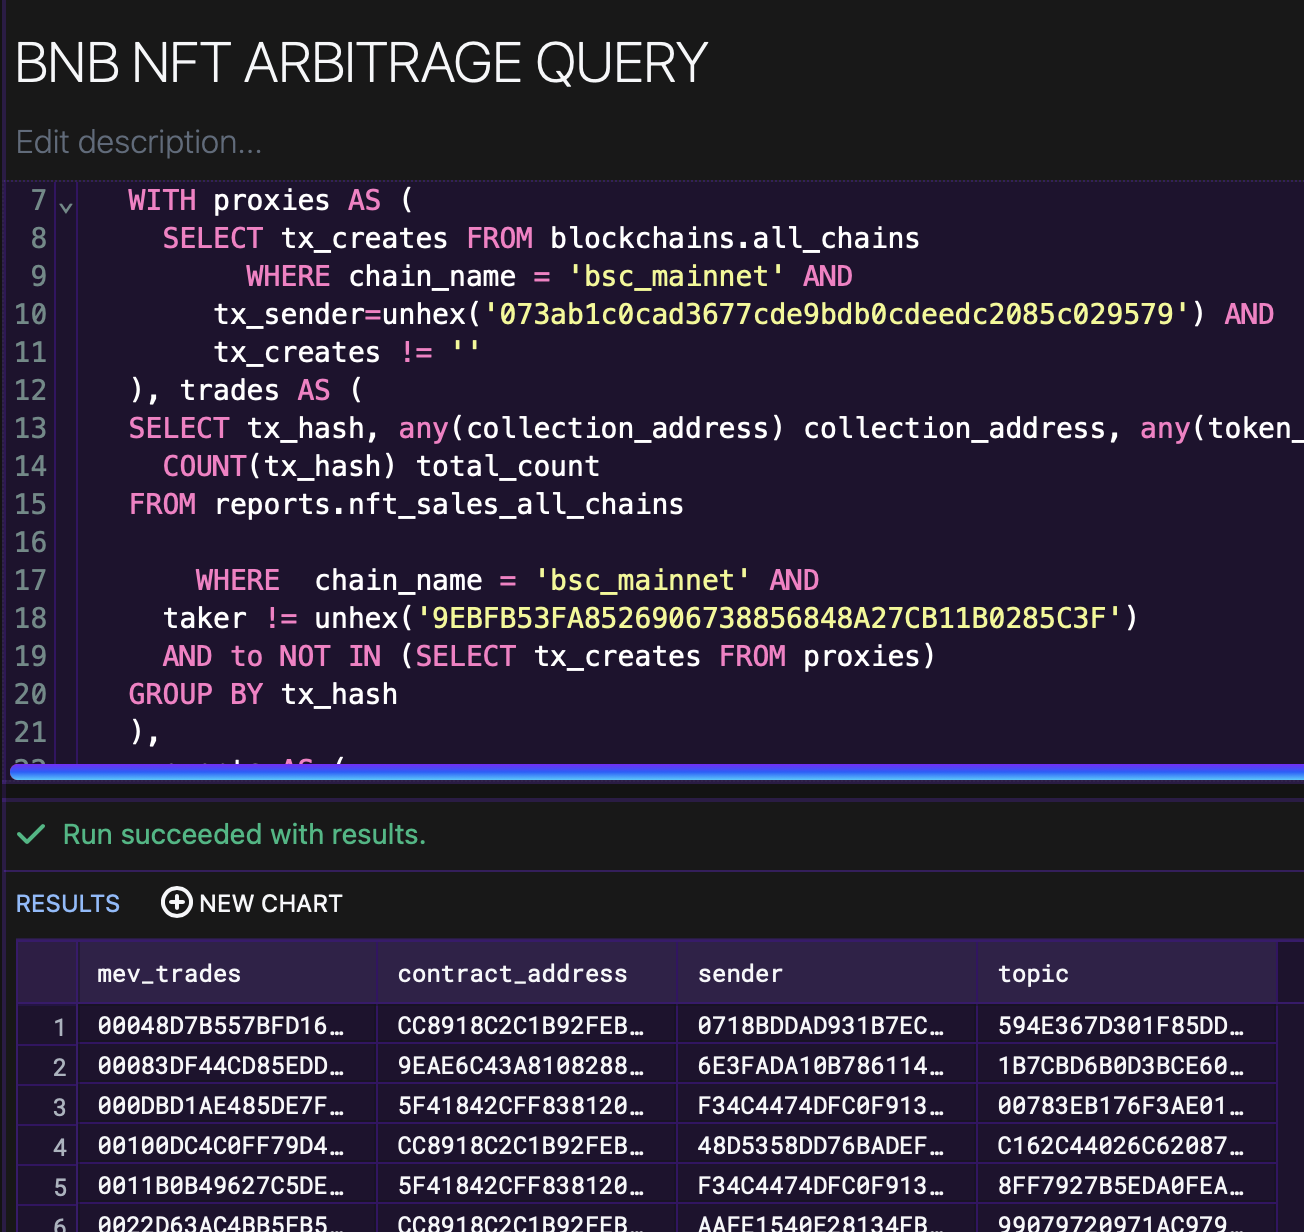 BNB NFT ARBITRAGE QUERY
Edit description...
7 WITH proxies AS (
8 SELECT tx_creates FROM blockchains.all_chains
9 WHERE chain_name = 'bsc_mainnet' AND
10 tx_sender=unhex('073ab1c0cad3677cde9bdb0cdeedc2085c029579') AND
11 tx_creates != ''
12 ), trades AS (
13 SELECT tx_hash, any(collection_address) collection_address, any(token_
14 COUNT(tx_hash) total_count
15 FROM reports.nft_sales_all_chains
16
17 WHERE chain_name = 'bsc_mainnet' AND
18 taker != unhex('9EBFB53FA8526906738856848A27CB11B0285C3F')
19 AND to NOT IN (SELECT tx_creates FROM proxies)
20 GROUP BY tx_hash
21 ),
AS (
Run succeeded with results.
RESULTS NEW CHART
mev_trades contract_address sender topic
1 00048D7B557BFD16… CC8918C2C1B92FEB… 0718BDDAD931B7EC… 594E367D301F85DD…
2 00083DF44CD85EDD… 9EAE6C43A8108288… 6E3FADA10B786114… 1B7CBD6B0D3BCE60…
3 000DBD1AE485DE7F… 5F41842CFF838120… F34C4474DFC0F913… 00783EB176F3AE01…
4 00100DC4C0FF79D4… CC8918C2C1B92FEB… 48D5358DD76BADEF… C162C44026C62087…
5 0011B0B49627C5DE… 5F41842CFF838120… F34C4474DFC0F913… 8FF7927B5EDA0FEA…
6 0022D63AC4BB5FB5… CC8918C2C1B92FEB… AAFE1540E28134FB… 99079720971AC979…